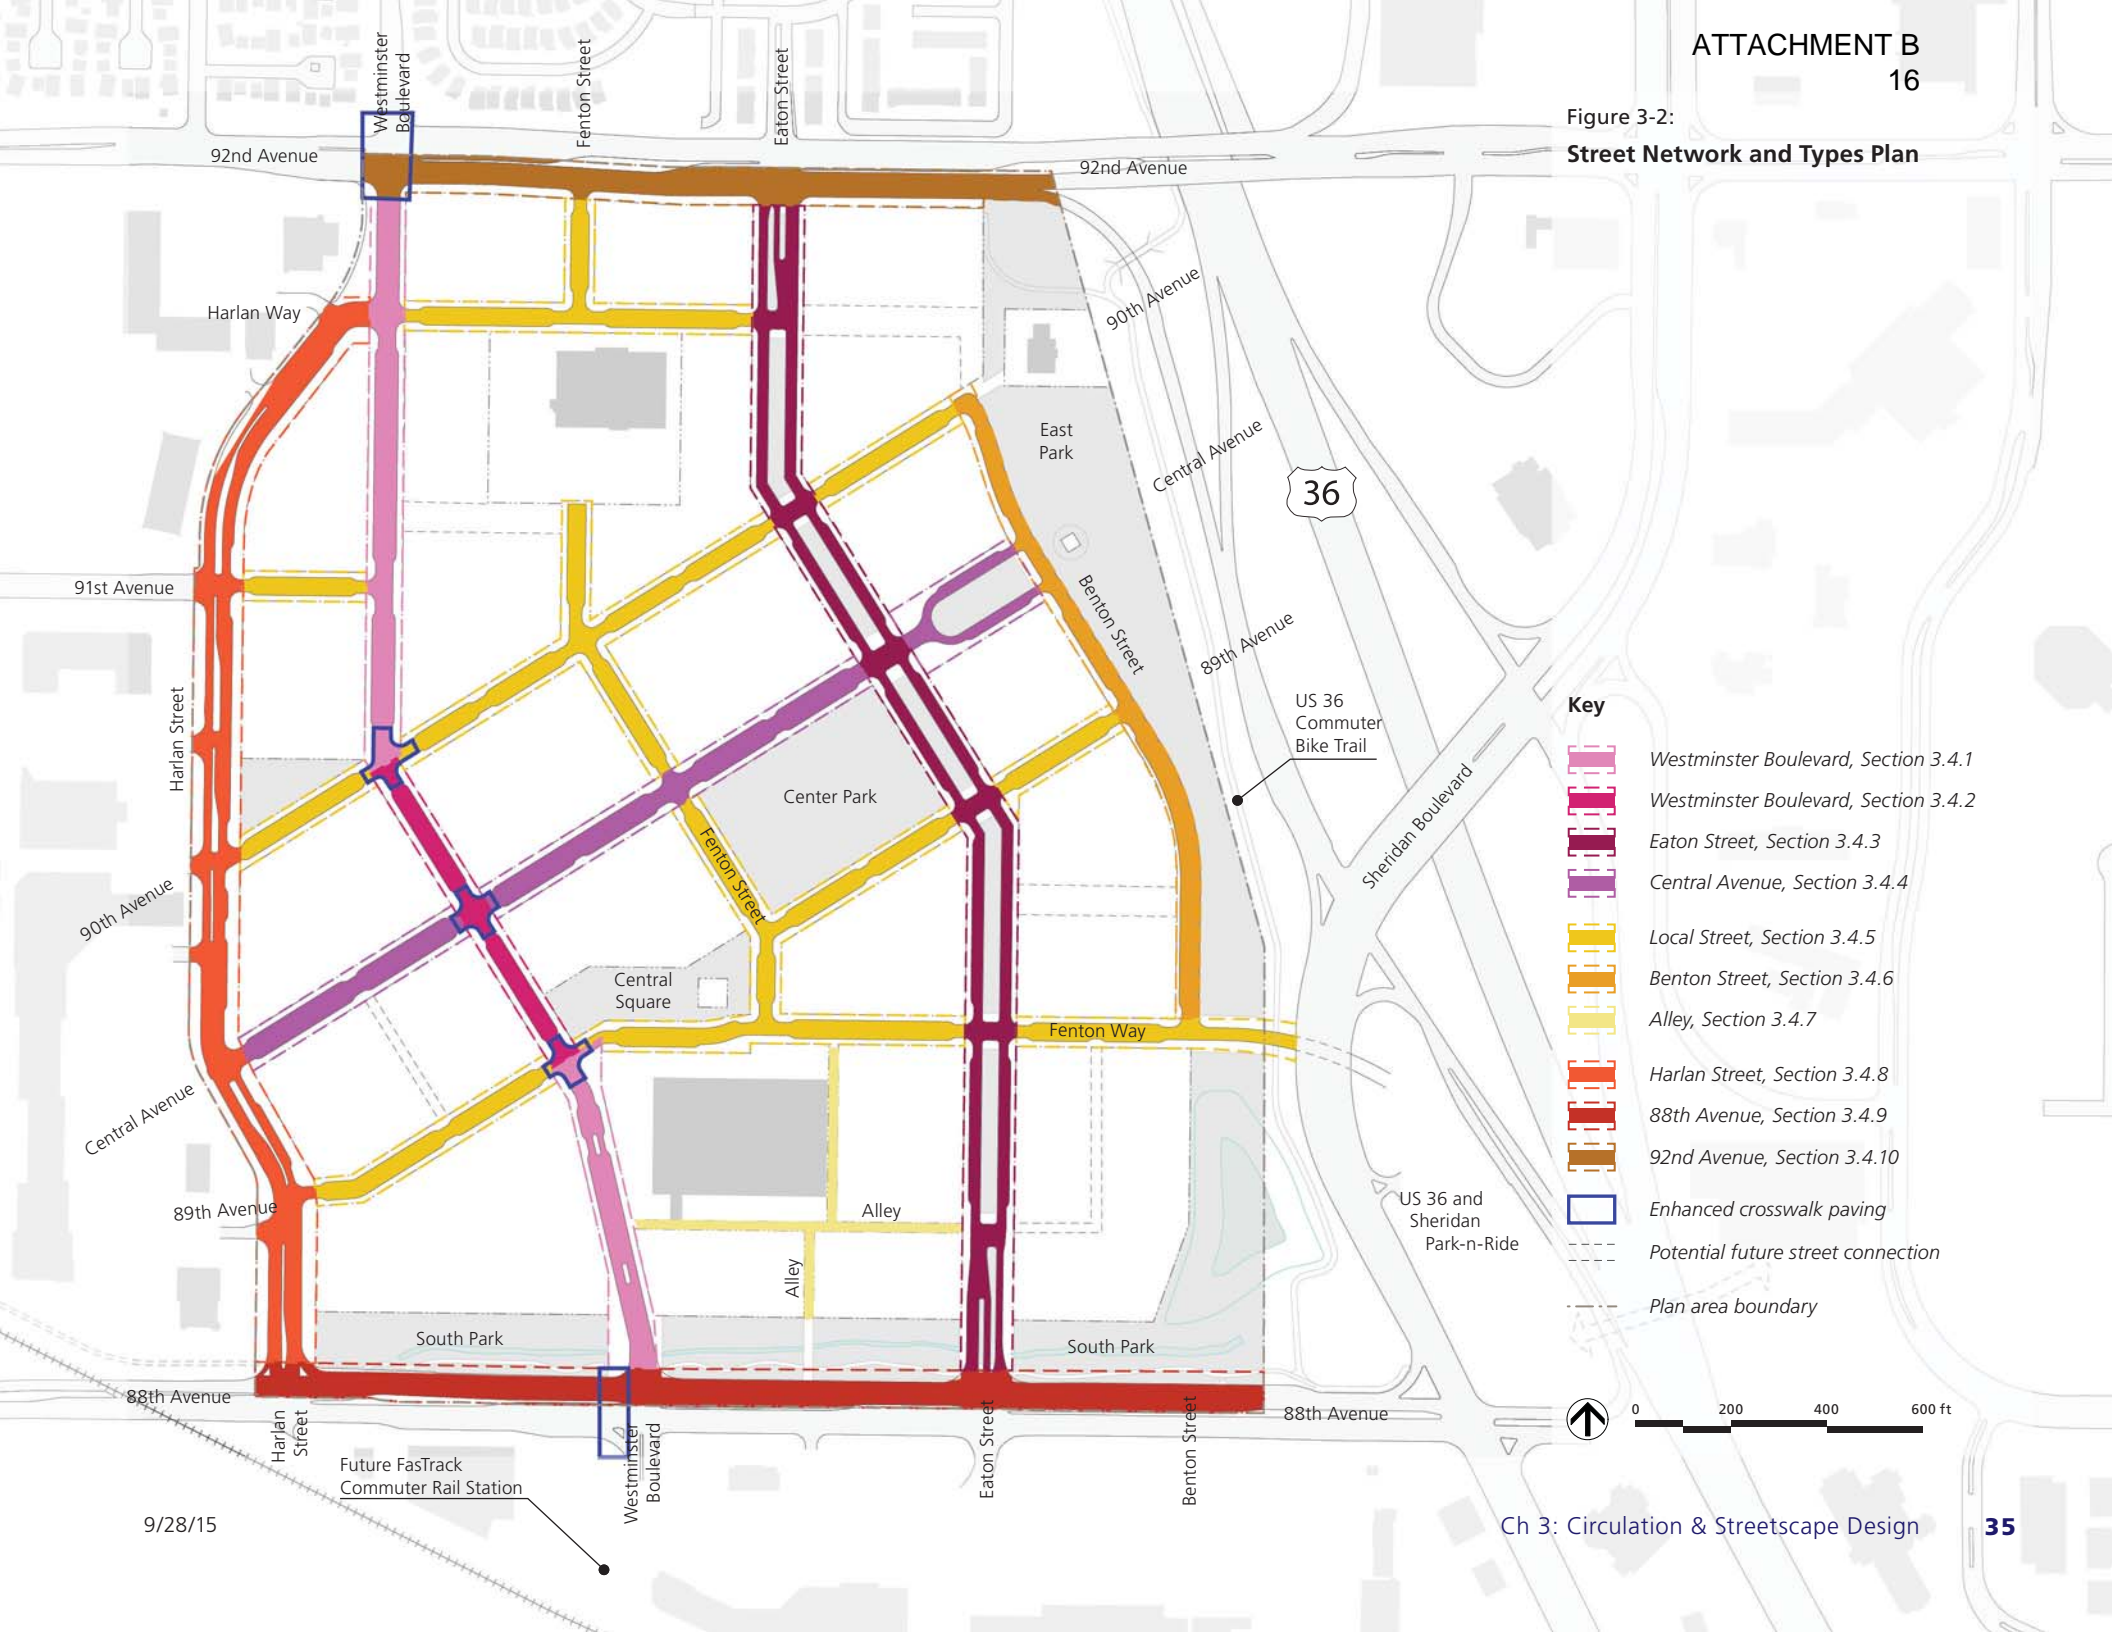 ATTACHMENT B
16
Figure 3-2:
Street Network and Types Plan
Westminster
Boulevard
Fenton Street
Eaton Street
92nd Avenue
92nd Avenue
Harlan Way
90th Avenue
East
Park
Central Avenue
36
91st Avenue
Benton Street
89th Avenue
Harlan Street
US 36
Commuter
Bike Trail
Center Park
Sheridan Boulevard
Fenton Street
90th Avenue
Central
Square
Fenton Way
Central Avenue
89th Avenue
Alley
Alley
US 36 and
Sheridan
Park-n-Ride
South Park
South Park
88th Avenue
88th Avenue
Harlan
Street
Westminster
Boulevard
Eaton Street
Benton Street
Future FasTrack
Commuter Rail Station
Key
Westminster Boulevard, Section 3.4.1
Westminster Boulevard, Section 3.4.2
Eaton Street, Section 3.4.3
Central Avenue, Section 3.4.4
Local Street, Section 3.4.5
Benton Street, Section 3.4.6
Alley, Section 3.4.7
Harlan Street, Section 3.4.8
88th Avenue, Section 3.4.9
92nd Avenue, Section 3.4.10
Enhanced crosswalk paving
Potential future street connection
Plan area boundary
0 200 400 600 ft
9/28/15
Ch 3: Circulation & Streetscape Design 35